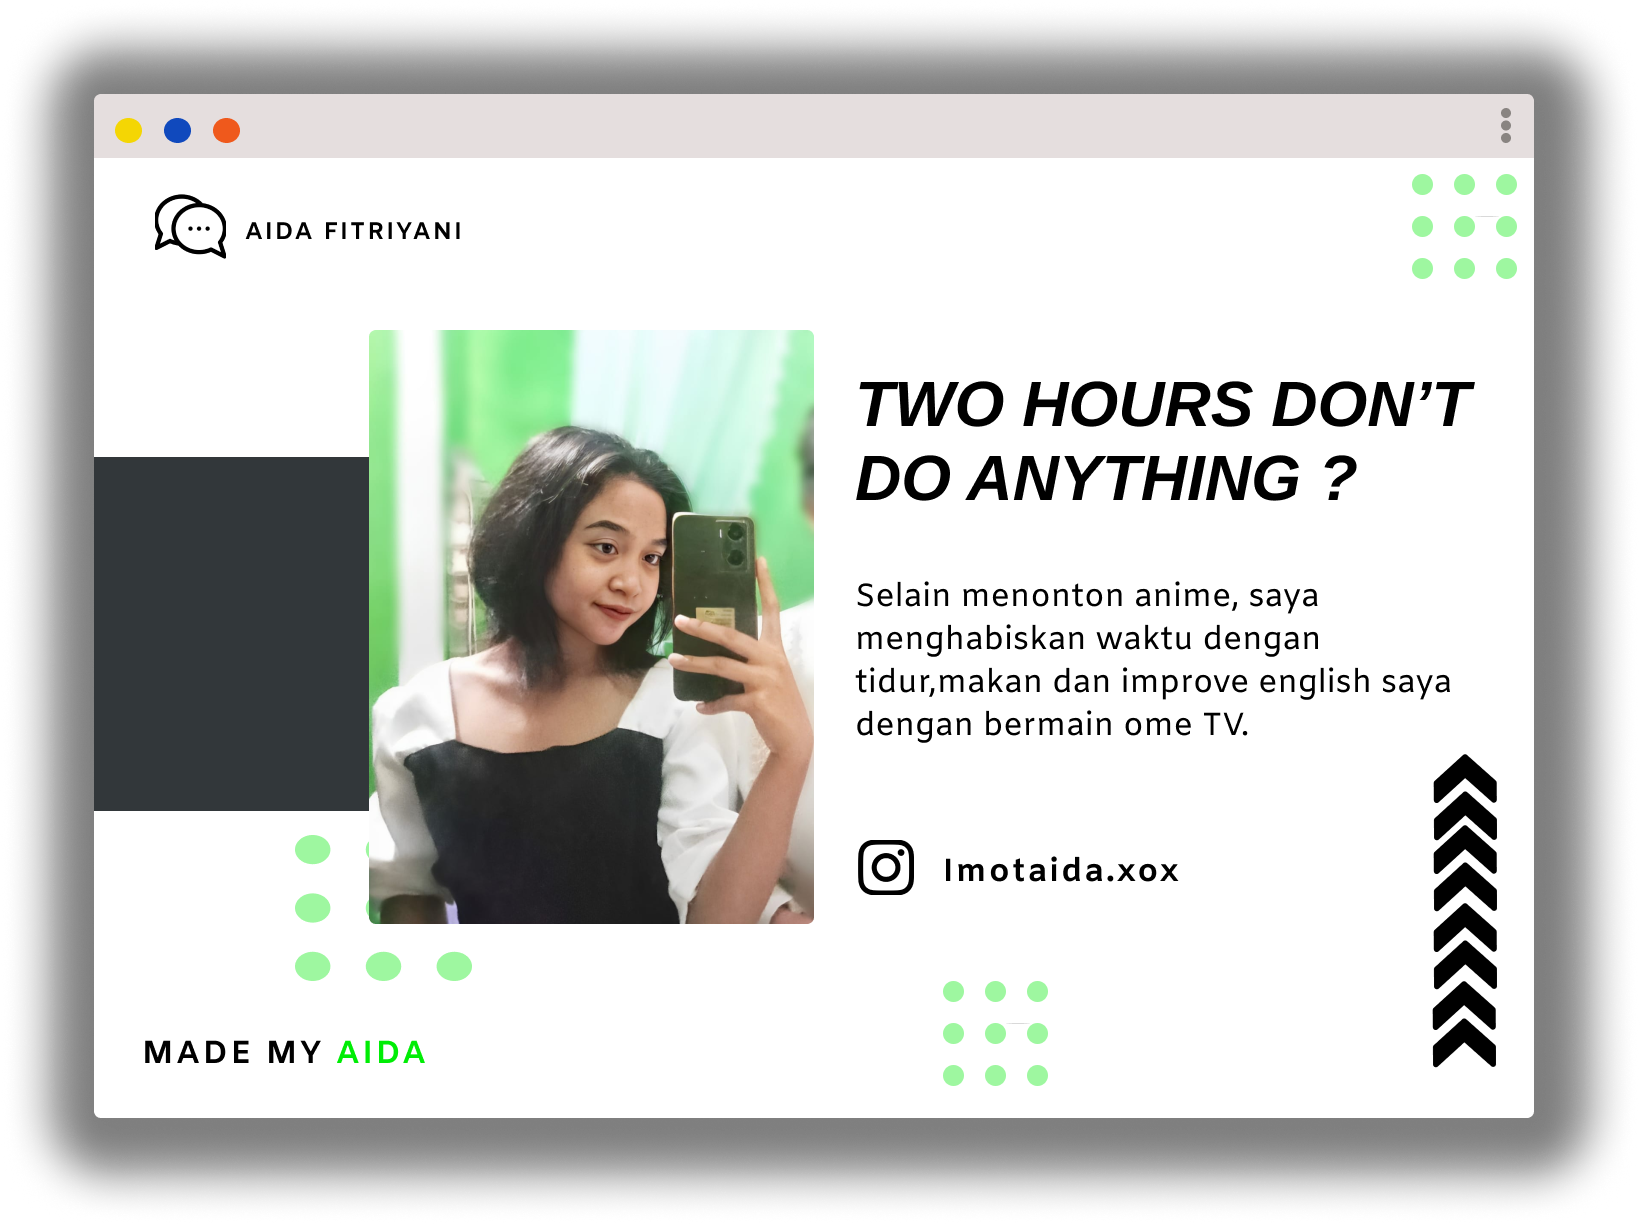 AIDA FITRIYANI
TWO HOURS DON’T
DO ANYTHING ?
Selain menonton anime, saya
menghabiskan waktu dengan
tidur,makan dan improve english saya
dengan bermain ome TV.
Imotaida.xox
MADE MY AIDA